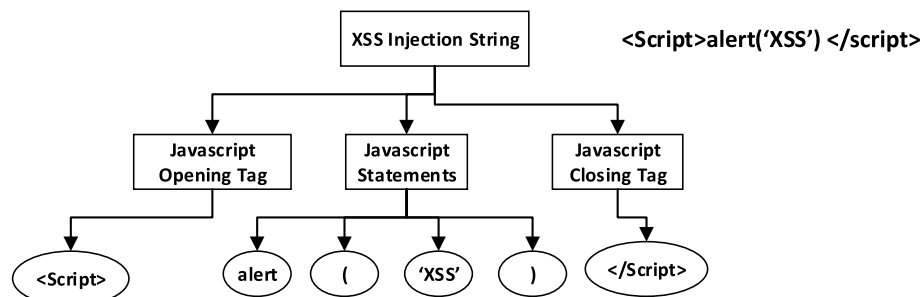 XSS Injection String
<Script>alert(‘XSS’) </script>
Javascript
Opening Tag
Javascript
Statements
Javascript
Closing Tag
<Script>
alert
(
‘XSS’
)
</Script>